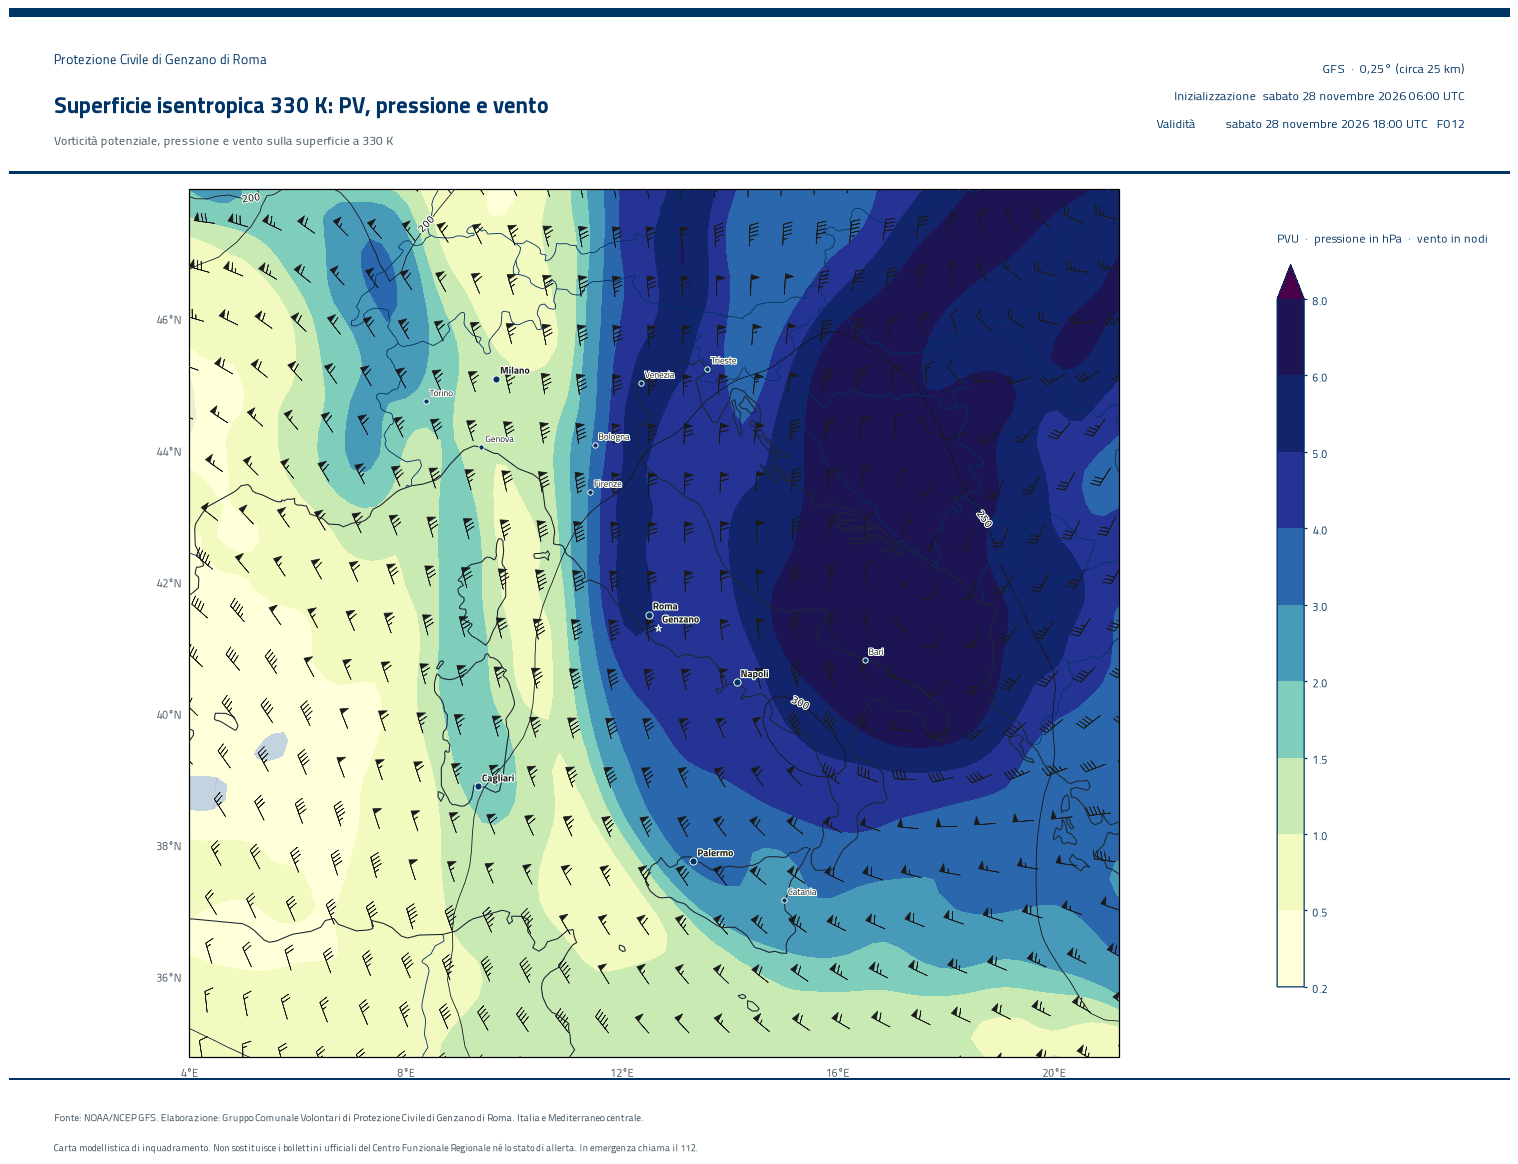 Protezione Civile di Genzano di Roma
Superficie isentropica 330 K: PV, pressione e vento
Vorticità potenziale, pressione e vento sulla superficie a 330 K
GFS · 0,25° (circa 25 km)
Inizializzazione sabato 28 novembre 2026 06:00 UTC
Validità sabato 28 novembre 2026 18:00 UTC F012
PVU · pressione in hPa · vento in nodi
8.0
6.0
5.0
4.0
3.0
2.0
1.5
1.0
0.5
0.2
200
200
46°N
Trieste
Venezia
Milano
Torino
Bologna
Genova
44°N
Firenze
250
42°N
Roma
Genzano
Bari
Napoli
300
40°N
Cagliari
38°N
Palermo
Catania
36°N
4°E
8°E
12°E
16°E
20°E
Fonte: NOAA/NCEP GFS. Elaborazione: Gruppo Comunale Volontari di Protezione Civile di Genzano di Roma. Italia e Mediterraneo centrale.
Carta modellistica di inquadramento. Non sostituisce i bollettini ufficiali del Centro Funzionale Regionale né lo stato di allerta. In emergenza chiama il 112.